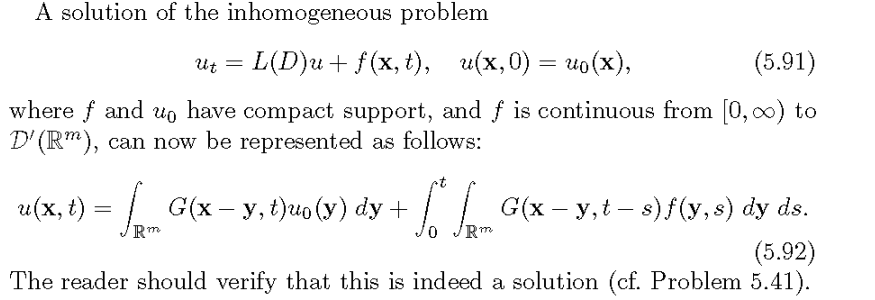 A solution of the inhomogeneous problem
u_t = L(D)u + f(𝐱, t),  u(𝐱, 0) = u_0(𝐱),  (5.91)
where f and u_0 have compact support, and f is continuous from [0, ∞) to
𝒟′(ℝ^m), can now be represented as follows:
u(𝐱, t) = ∫_{ℝ^m} G(𝐱 − 𝐲, t)u_0(𝐲) d𝐲 + ∫_0^t ∫_{ℝ^m} G(𝐱 − 𝐲, t − s)f(𝐲, s) d𝐲 ds.
(5.92)
The reader should verify that this is indeed a solution (cf. Problem 5.41).